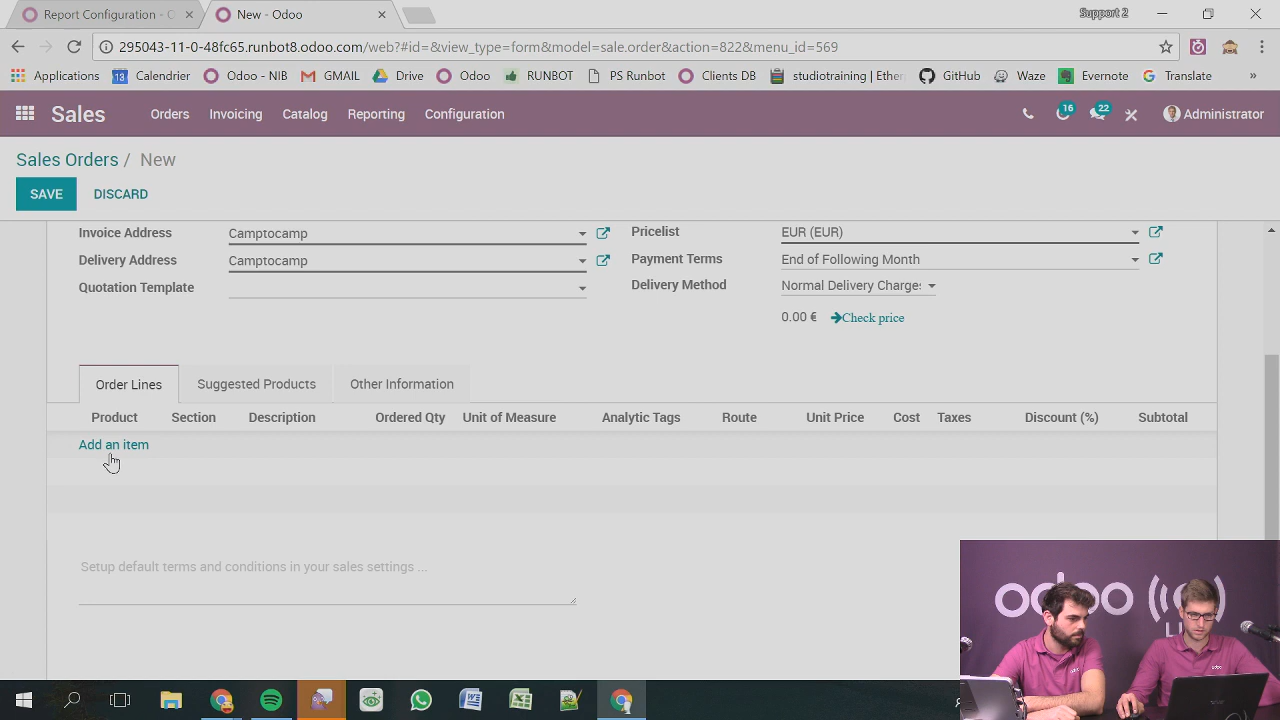 Report Configuration - O
New - Odoo
Support 2
295043-11-0-48fc65.runbot8.odoo.com/web?#id=&view_type=form&model=sale.order&action=822&menu_id=569
Applications Calendrier Odoo - NIB GMAIL Drive Odoo RUNBOT PS Runbot Clients DB studiotraining | Ether GitHub Waze Evernote Translate »
Sales Orders Invoicing Catalog Reporting Configuration 16 22 Administrator
Sales Orders / New
SAVE DISCARD
Invoice Address Camptocamp Pricelist EUR (EUR)
Delivery Address Camptocamp Payment Terms End of Following Month
Quotation Template Delivery Method Normal Delivery Charges
0.00 € Check price
Order Lines Suggested Products Other Information
Product Section Description Ordered Qty Unit of Measure Analytic Tags Route Unit Price Cost Taxes Discount (%) Subtotal
Add an item
Setup default terms and conditions in your sales settings ...
odoo
LI